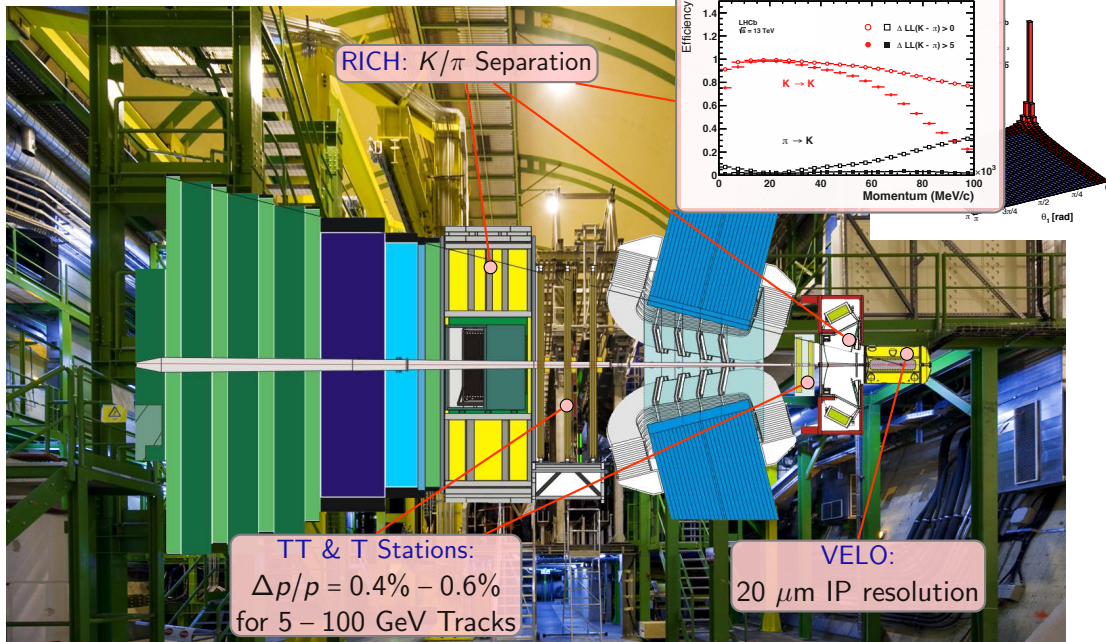 RICH: K/π Separation
Efficiency
1.4
1.2
1
0.8
0.6
0.4
0.2
0
LHCb
√s = 13 TeV
Δ LL(K - π) > 0
Δ LL(K - π) > 5
K → K
π → K
0 20 40 60 80 100
×10³
Momentum (MeV/c)
b
5
π π 3π/4 π/2 π/4
θ₁ [rad]
TT & T Stations:
Δp/p = 0.4% – 0.6%
for 5 – 100 GeV Tracks
VELO:
20 μm IP resolution